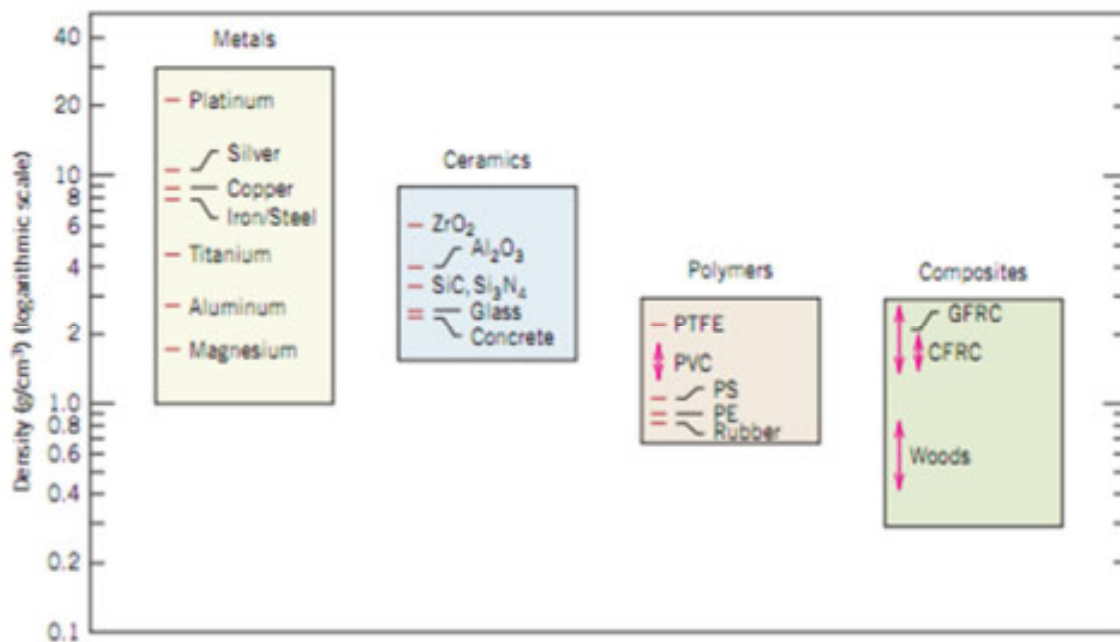 Density (g/cm³) (logarithmic scale)
40
20
10
8
6
4
2
1.0
0.8
0.6
0.4
0.2
0.1
Metals
Platinum
Silver
Copper
Iron/Steel
Titanium
Aluminum
Magnesium
Ceramics
ZrO₂
Al₂O₃
SiC, Si₃N₄
Glass
Concrete
Polymers
PTFE
PVC
PS
PE
Rubber
Composites
GFRC
CFRC
Woods